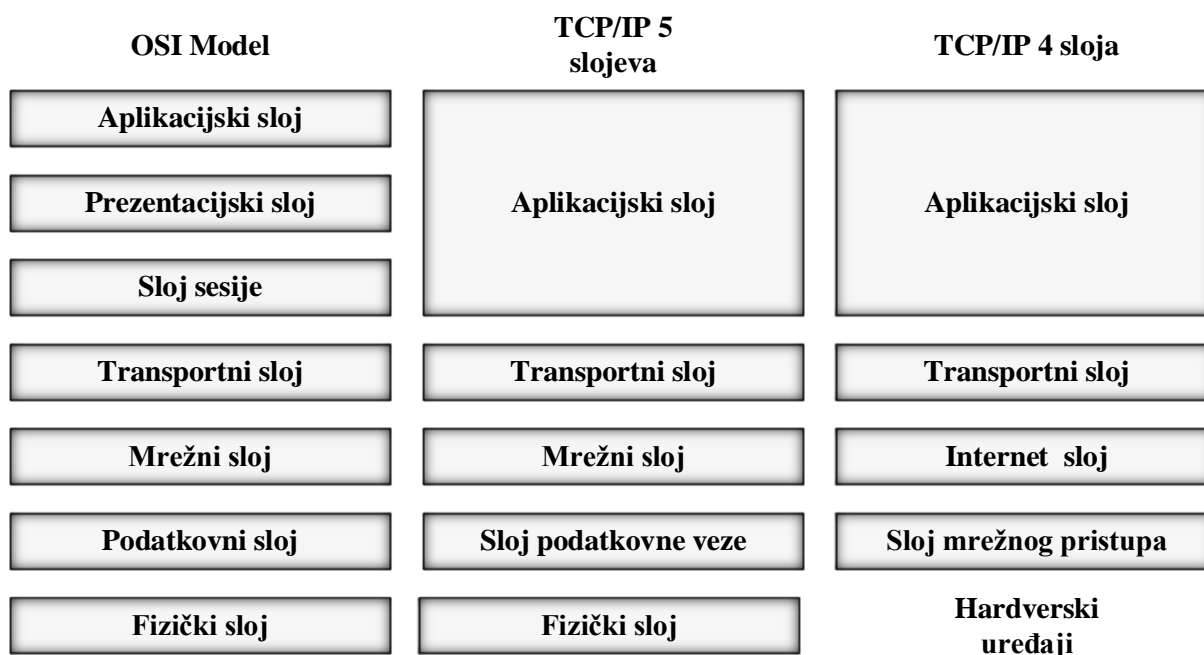 OSI Model
TCP/IP 5
slojeva
TCP/IP 4 sloja
Aplikacijski sloj
Prezentacijski sloj
Aplikacijski sloj
Aplikacijski sloj
Sloj sesije
Transportni sloj
Transportni sloj
Transportni sloj
Mrežni sloj
Mrežni sloj
Internet sloj
Podatkovni sloj
Sloj podatkovne veze
Sloj mrežnog pristupa
Fizički sloj
Fizički sloj
Hardverski
uređaji